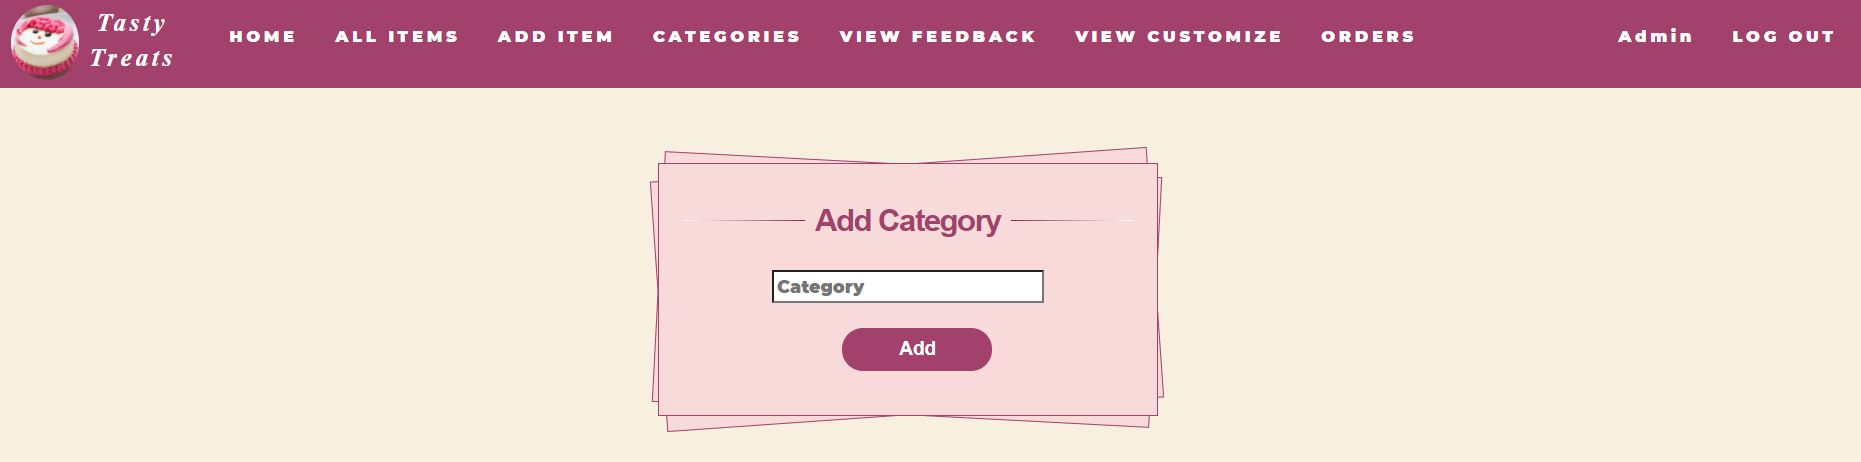 Tasty
Treats
HOME ALL ITEMS ADD ITEM CATEGORIES VIEW FEEDBACK VIEW CUSTOMIZE ORDERS Admin LOG OUT
Add Category
Category
Add